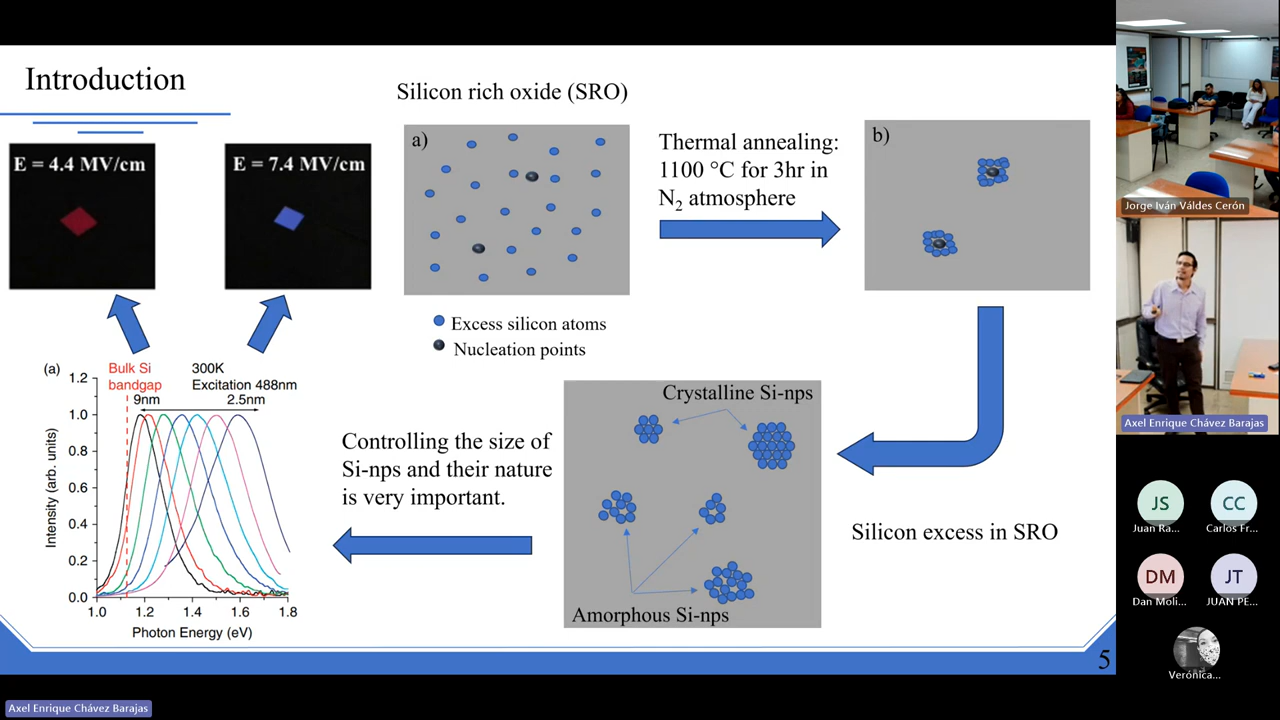 Introduction
E = 4.4 MV/cm
E = 7.4 MV/cm
Silicon rich oxide (SRO)
a)
Thermal annealing:
1100 °C for 3hr in
N₂ atmosphere
b)
Excess silicon atoms
Nucleation points
(a)
Bulk Si
bandgap
300K
Excitation 488nm
9nm
2.5nm
1.2
1.0
0.8
0.6
0.4
0.2
0.0
Intensity (arb. units)
1.0 1.2 1.4 1.6 1.8
Photon Energy (eV)
Controlling the size of
Si-nps and their nature
is very important.
Crystalline Si-nps
Amorphous Si-nps
Silicon excess in SRO
5
Jorge Iván Váldes Cerón
Axel Enrique Chávez Barajas
JS
Juan Ra...
CC
Carlos Fr...
DM
Dan Moli...
JT
JUAN PE...
Verónica...
Axel Enrique Chávez Barajas